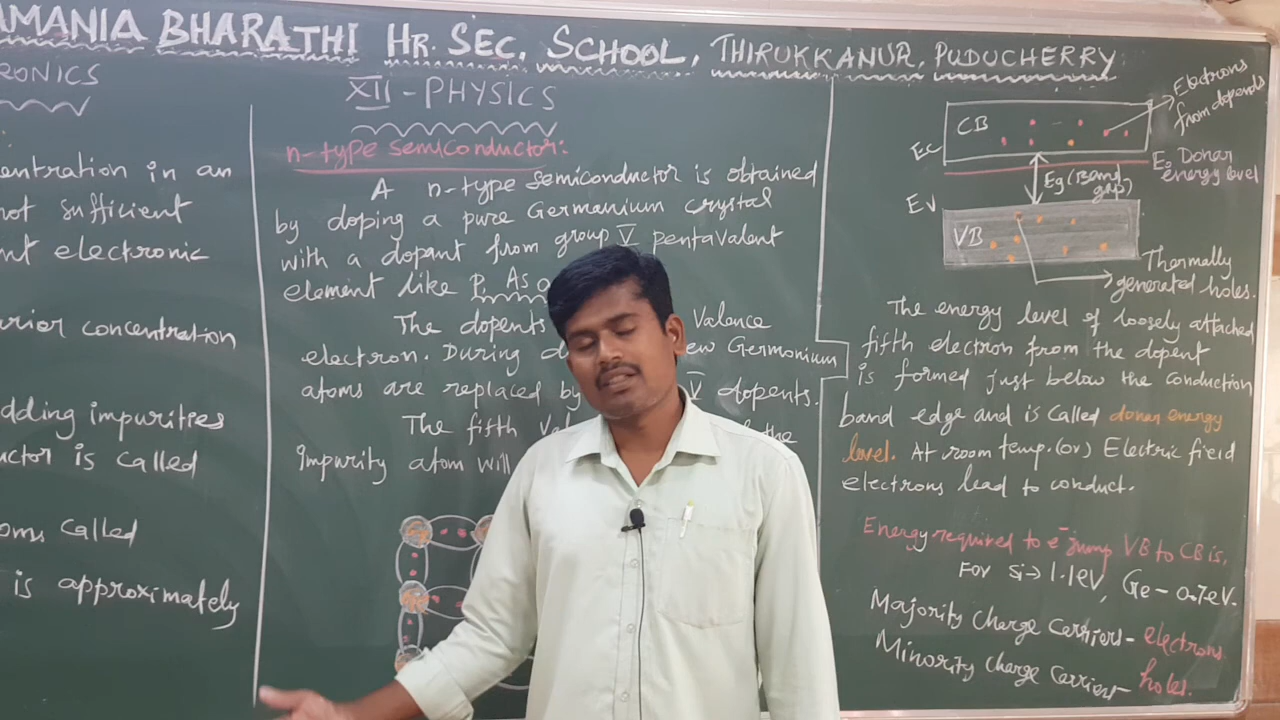 AMANIA BHARATHI HR. SEC. SCHOOL, THIRUKKANUR, PUDUCHERRY
RONICS
entration in an
not sufficient
nt electronic
rrier concentration
dding impurities
uctor is called
oms called
is approximately
XII - PHYSICS
n-type semiconductor:
A n-type semiconductor is obtained
by doping a pure Germanium crystal
with a dopant from group V pentavalent
element like P, As
The dopents Valance
electron. During ew Germonium
atoms are replaced by V dopents.
The fifth val the
impurity atom will
CB
Electrons
from dopends
Ec
ED Donar
energy level
Eg (Band
gap)
EV
VB
Thermally
generated holes.
The energy level of loosely attached
fifth electron from the dopent
is formed just below the conduction
band edge and is called donar energy
level. At room temp. (or) Electric field
electrons lead to conduct.
Energy required to e⁻ jump VB to CB is,
For Si → 1.1eV, Ge - 0.7eV.
Majority Charge Carriers - electrons
Minority Charge Carriers - holes.